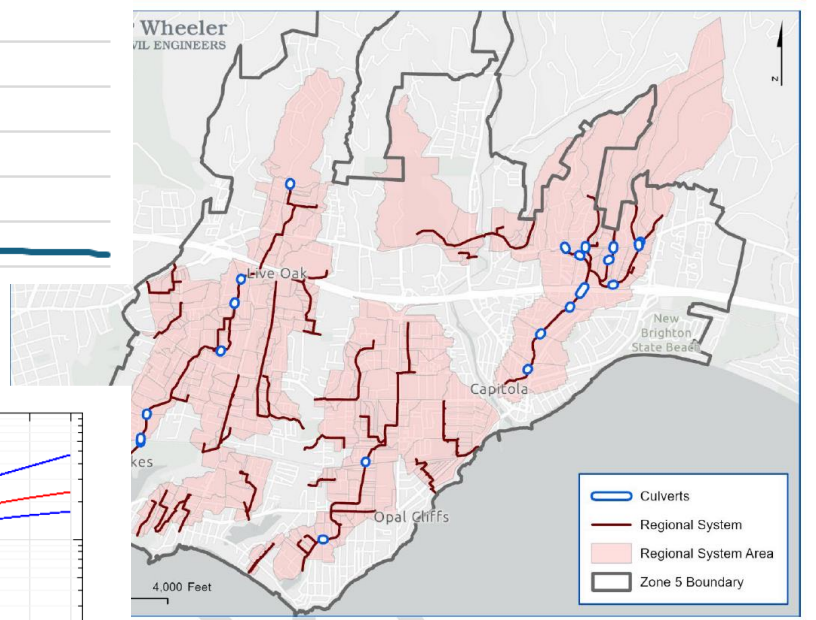 Wheeler
VIL ENGINEERS
N
Live Oak
New
Brighton
State Beach
Capitola
kes
Opal Cliffs
4,000 Feet
Culverts
Regional System
Regional System Area
Zone 5 Boundary